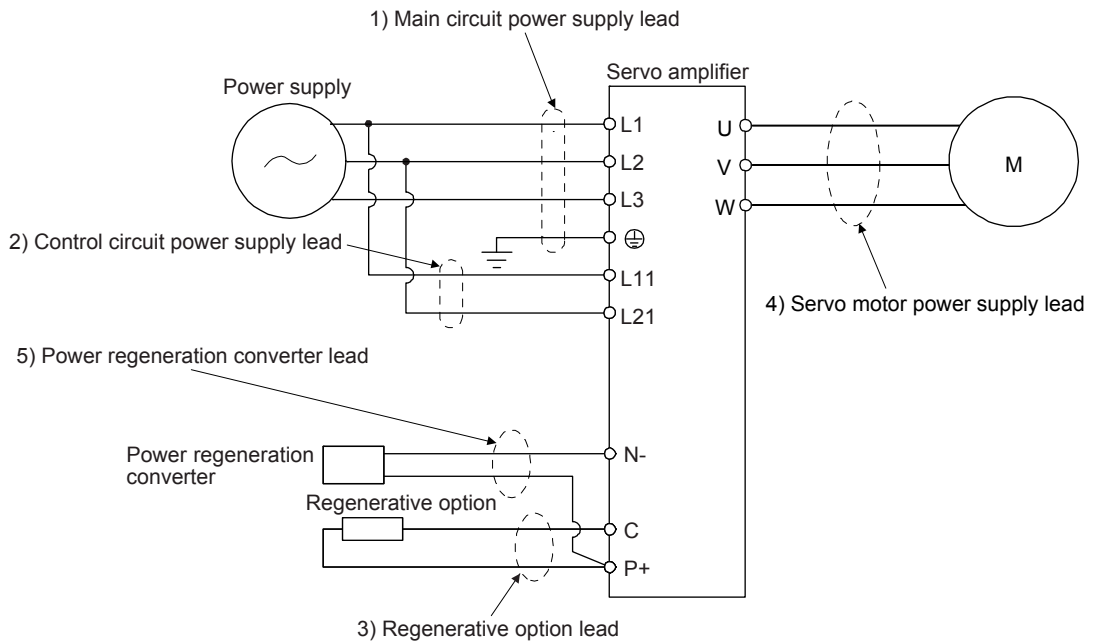 1) Main circuit power supply lead
Servo amplifier
Power supply
L1
U
L2
V
M
L3
W
2) Control circuit power supply lead
L11
L21
4) Servo motor power supply lead
5) Power regeneration converter lead
Power regeneration
converter
N-
Regenerative option
C
P+
3) Regenerative option lead